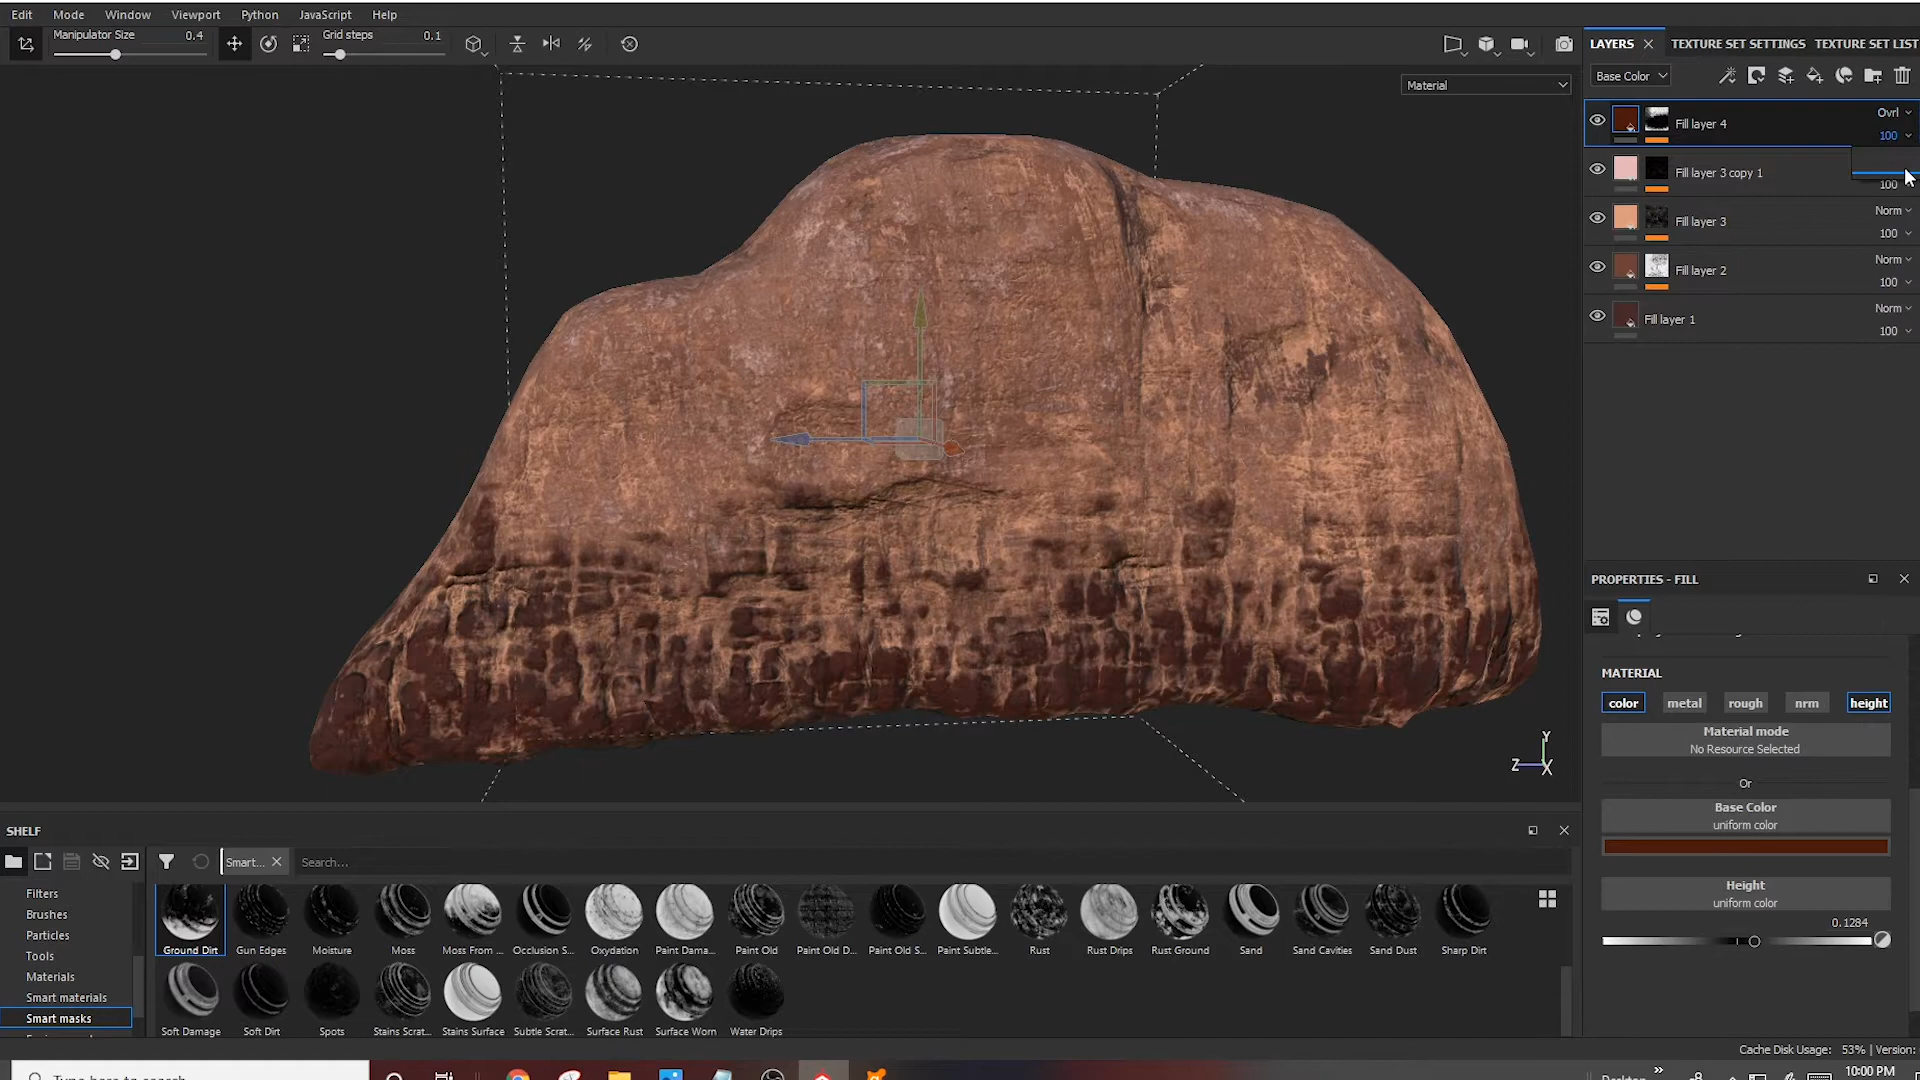 Edit Mode Window Viewport Python JavaScript Help
Manipulator Size 0.4 Grid steps 0.1
LAYERS TEXTURE SET SETTINGS TEXTURE SET LIST
Base Color
Material
Fill layer 4 Ovrl 100
Fill layer 3 copy 1 100
Fill layer 3 Norm 100
Fill layer 2 Norm 100
Fill layer 1 Norm 100
PROPERTIES - FILL
MATERIAL
color metal rough nrm height
Material mode
No Resource Selected
Or
Base Color
uniform color
Height
uniform color
0.1284
Y
Z X
SHELF
Smart... Search...
Filters
Brushes
Particles
Tools
Materials
Smart materials
Smart masks
Ground Dirt Gun Edges Moisture Moss Moss From ... Occlusion S... Oxydation Paint Dama... Paint Old Paint Old D... Paint Old S... Paint Subtle... Rust Rust Drips Rust Ground Sand Sand Cavities Sand Dust Sharp Dirt
Soft Damage Soft Dirt Spots Stains Scrat... Stains Surface Subtle Scrat... Surface Rust Surface Worn Water Drips
Cache Disk Usage: 53% | Version:
Type here to search
Desktop » 10:00 PM